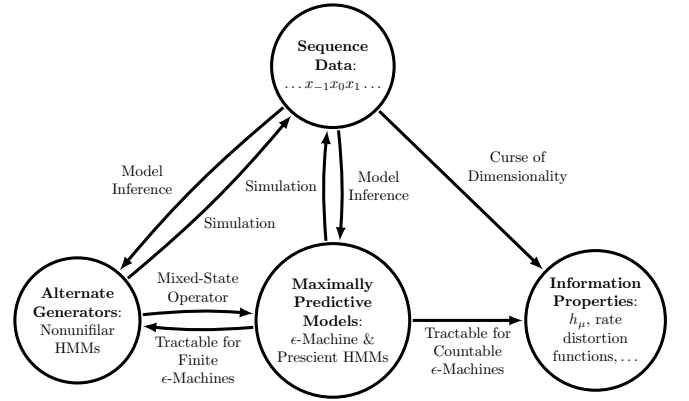 Sequence
Data:
...x₋₁x₀x₁...
Model
Inference
Simulation
Simulation
Model
Inference
Curse of
Dimensionality
Alternate
Generators:
Nonunifilar
HMMs
Mixed-State
Operator
Tractable for
Finite
ϵ-Machines
Maximally
Predictive
Models:
ϵ-Machine &
Prescient HMMs
Tractable for
Countable
ϵ-Machines
Information
Properties:
hμ, rate
distortion
functions,...